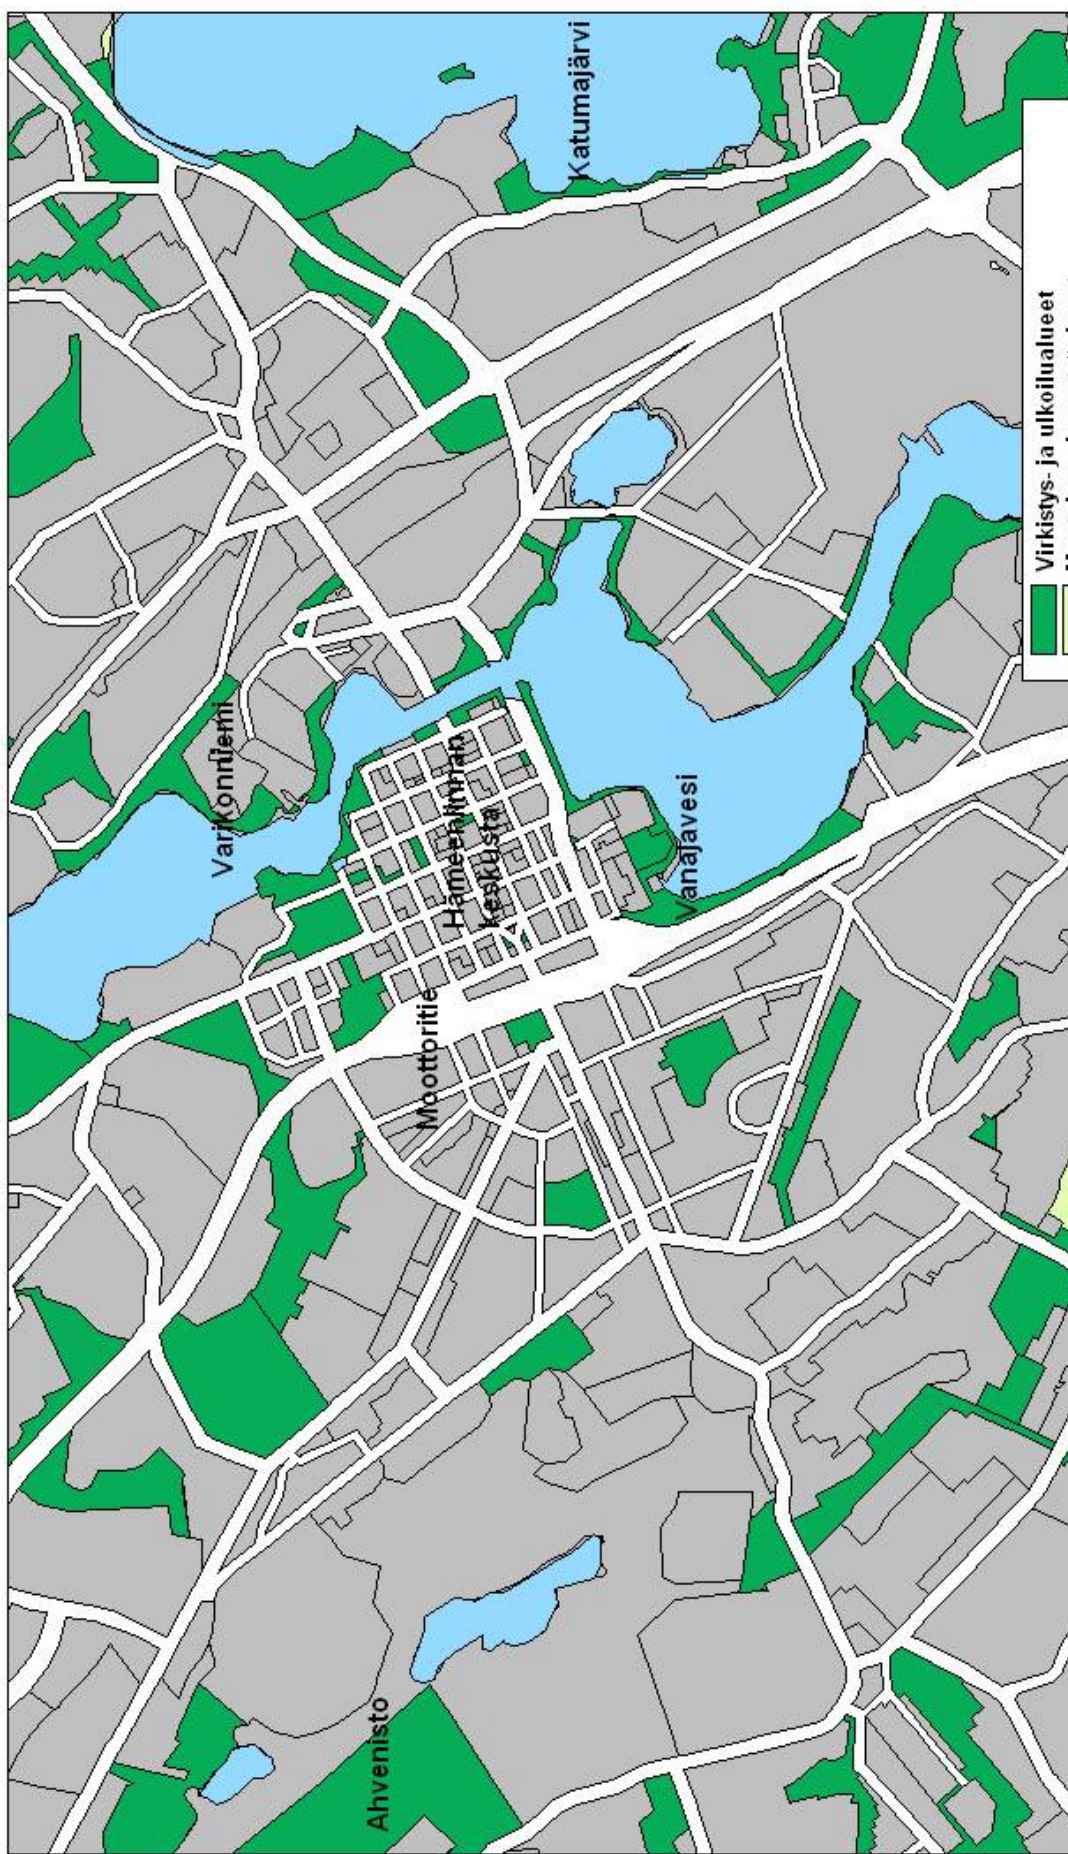 Katumajärvi
Varikonniemi
Hämeenlinnan
keskusta
Vanajavesi
Moottoritie
Ahvenisto
Virkistys- ja ulkoilualueet